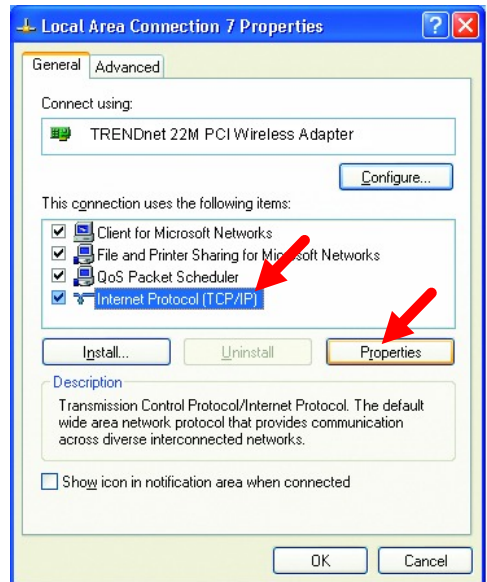 Local Area Connection 7 Properties
General Advanced
Connect using:
TRENDnet 22M PCI Wireless Adapter
Configure...
This connection uses the following items:
Client for Microsoft Networks
File and Printer Sharing for Microsoft Networks
QoS Packet Scheduler
Internet Protocol (TCP/IP)
Install... Uninstall Properties
Description
Transmission Control Protocol/Internet Protocol. The default
wide area network protocol that provides communication
across diverse interconnected networks.
Show icon in notification area when connected
OK Cancel